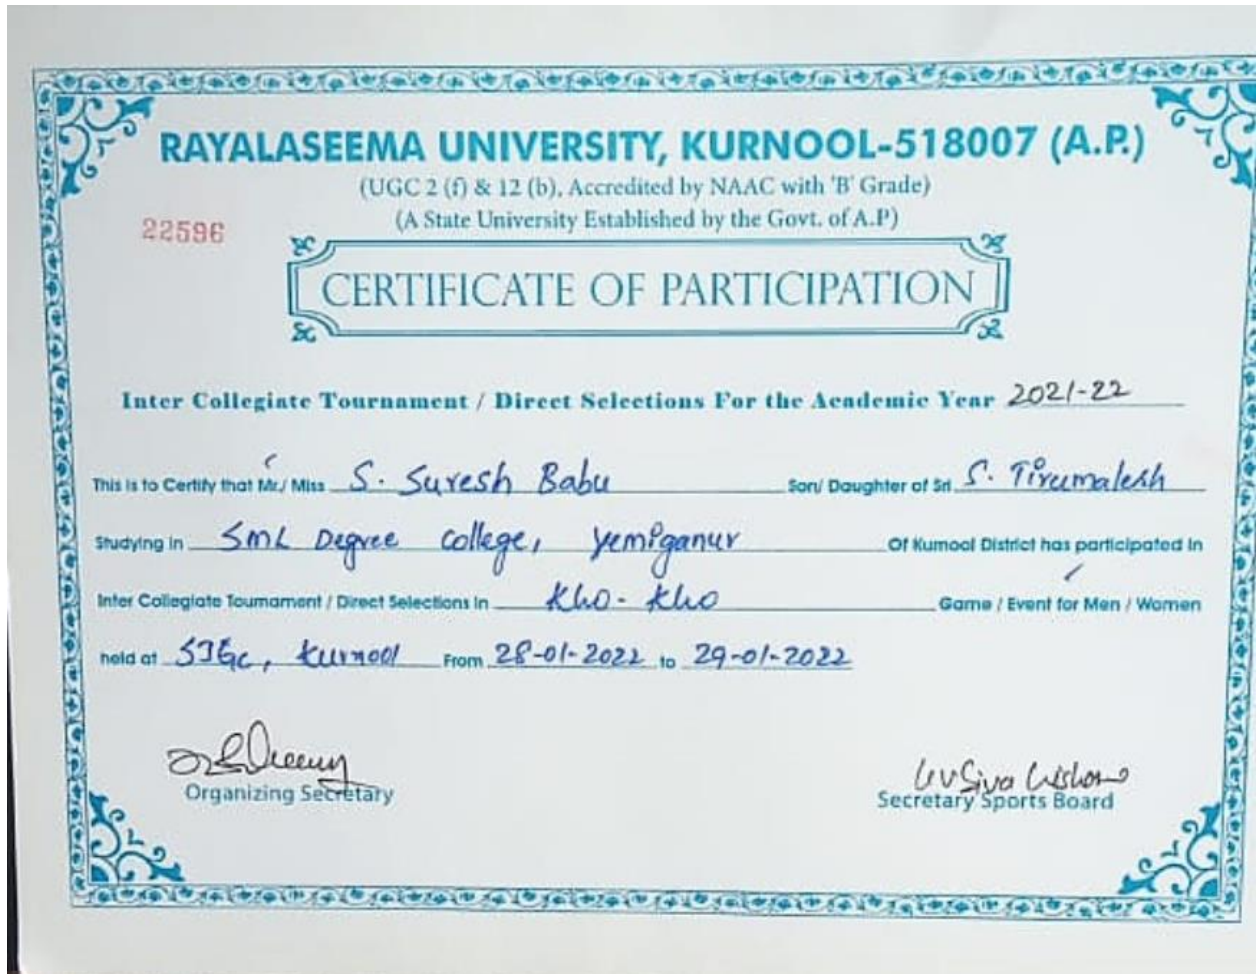 RAYALASEEMA UNIVERSITY, KURNOOL-518007 (A.P.)
(UGC 2 (f) & 12 (b), Accredited by NAAC with 'B' Grade)
(A State University Established by the Govt. of A.P)
22596
CERTIFICATE OF PARTICIPATION
Inter Collegiate Tournament / Direct Selections For the Academic Year 2021-22
This is to Certify that Mr./ Miss S. Suresh Babu Son/ Daughter of Sri S. Tirumalesh
Studying in SML Degree college, Yemiganur Of Kurnool District has participated in
Inter Collegiate Tournament / Direct Selections in Kho-Kho Game / Event for Men / Women
held at Kurnool From 28-01-2022 to 29-01-2022
Organizing Secretary
Secretary Sports Board